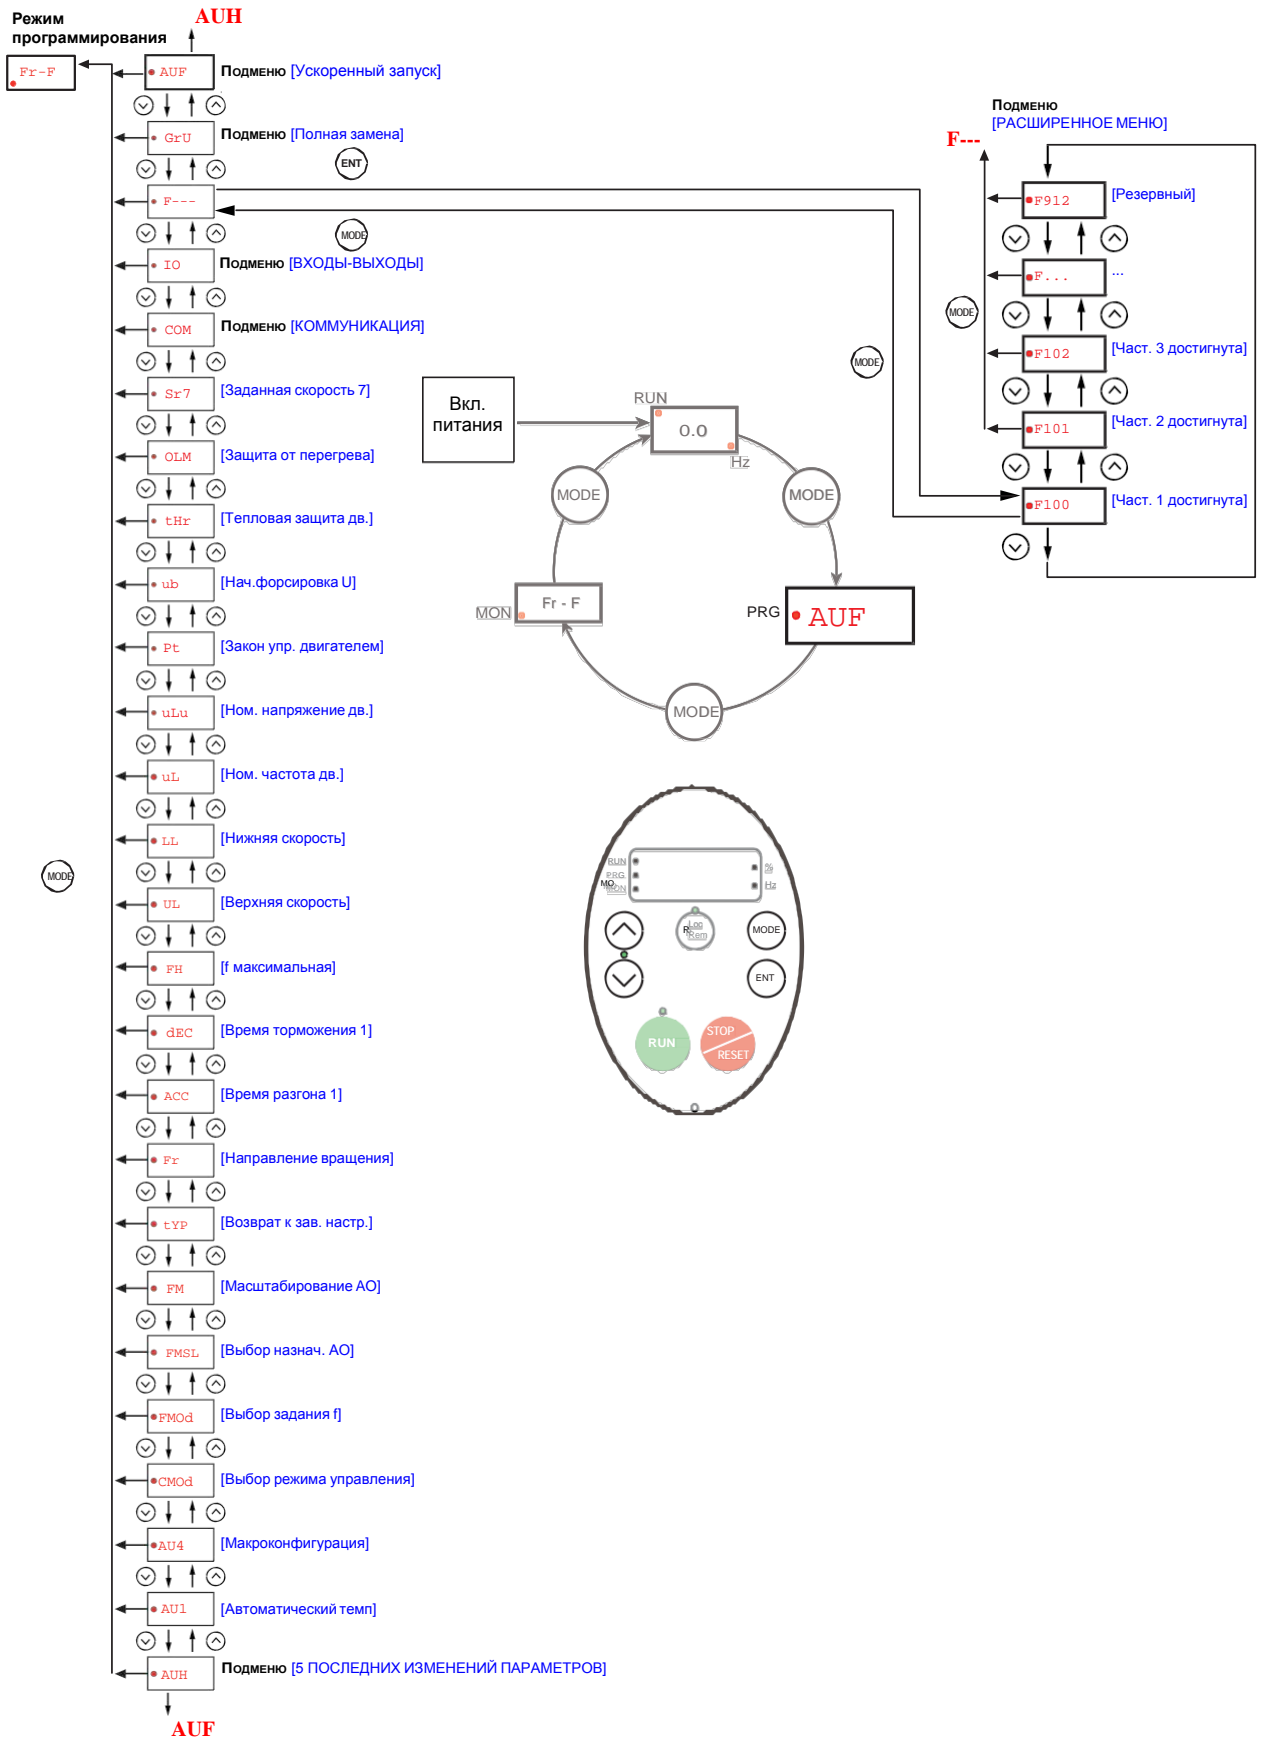 Режим
программирования
AUH
Fr-F
AUF
Подменю [Ускоренный запуск]
GrU
Подменю [Полная замена]
ENT
F---
MODE
IO
Подменю [ВХОДЫ-ВЫХОДЫ]
COM
Подменю [КОММУНИКАЦИЯ]
Sr7
[Заданная скорость 7]
OLM
[Защита от перегрева]
tHr
[Тепловая защита дв.]
ub
[Нач.форсировка U]
Pt
[Закон упр. двигателем]
uLu
[Ном. напряжение дв.]
uL
[Ном. частота дв.]
LL
[Нижняя скорость]
MODE
UL
[Верхняя скорость]
FH
[f максимальная]
dEC
[Время торможения 1]
ACC
[Время разгона 1]
Fr
[Направление вращения]
tYP
[Возврат к зав. настр.]
FM
[Масштабирование AO]
FMSL
[Выбор назнач. AO]
FMOd
[Выбор задания f]
CMOd
[Выбор режима управления]
AU4
[Макроконфигурация]
AU1
[Автоматический темп]
AUH
Подменю [5 ПОСЛЕДНИХ ИЗМЕНЕНИЙ ПАРАМЕТРОВ]
AUF
Подменю
[РАСШИРЕННОЕ МЕНЮ]
F---
F912
[Резервный]
F...
...
MODE
F102
[Част. 3 достигнута]
MODE
F101
[Част. 2 достигнута]
F100
[Част. 1 достигнута]
Вкл.
питания
RUN
0.0
Hz
MODE
MODE
MON
Fr - F
PRG
AUF
MODE
RUN
PRG
MO
MON
%
Hz
R
Log
Rem
MODE
ENT
RUN
STOP
RESET